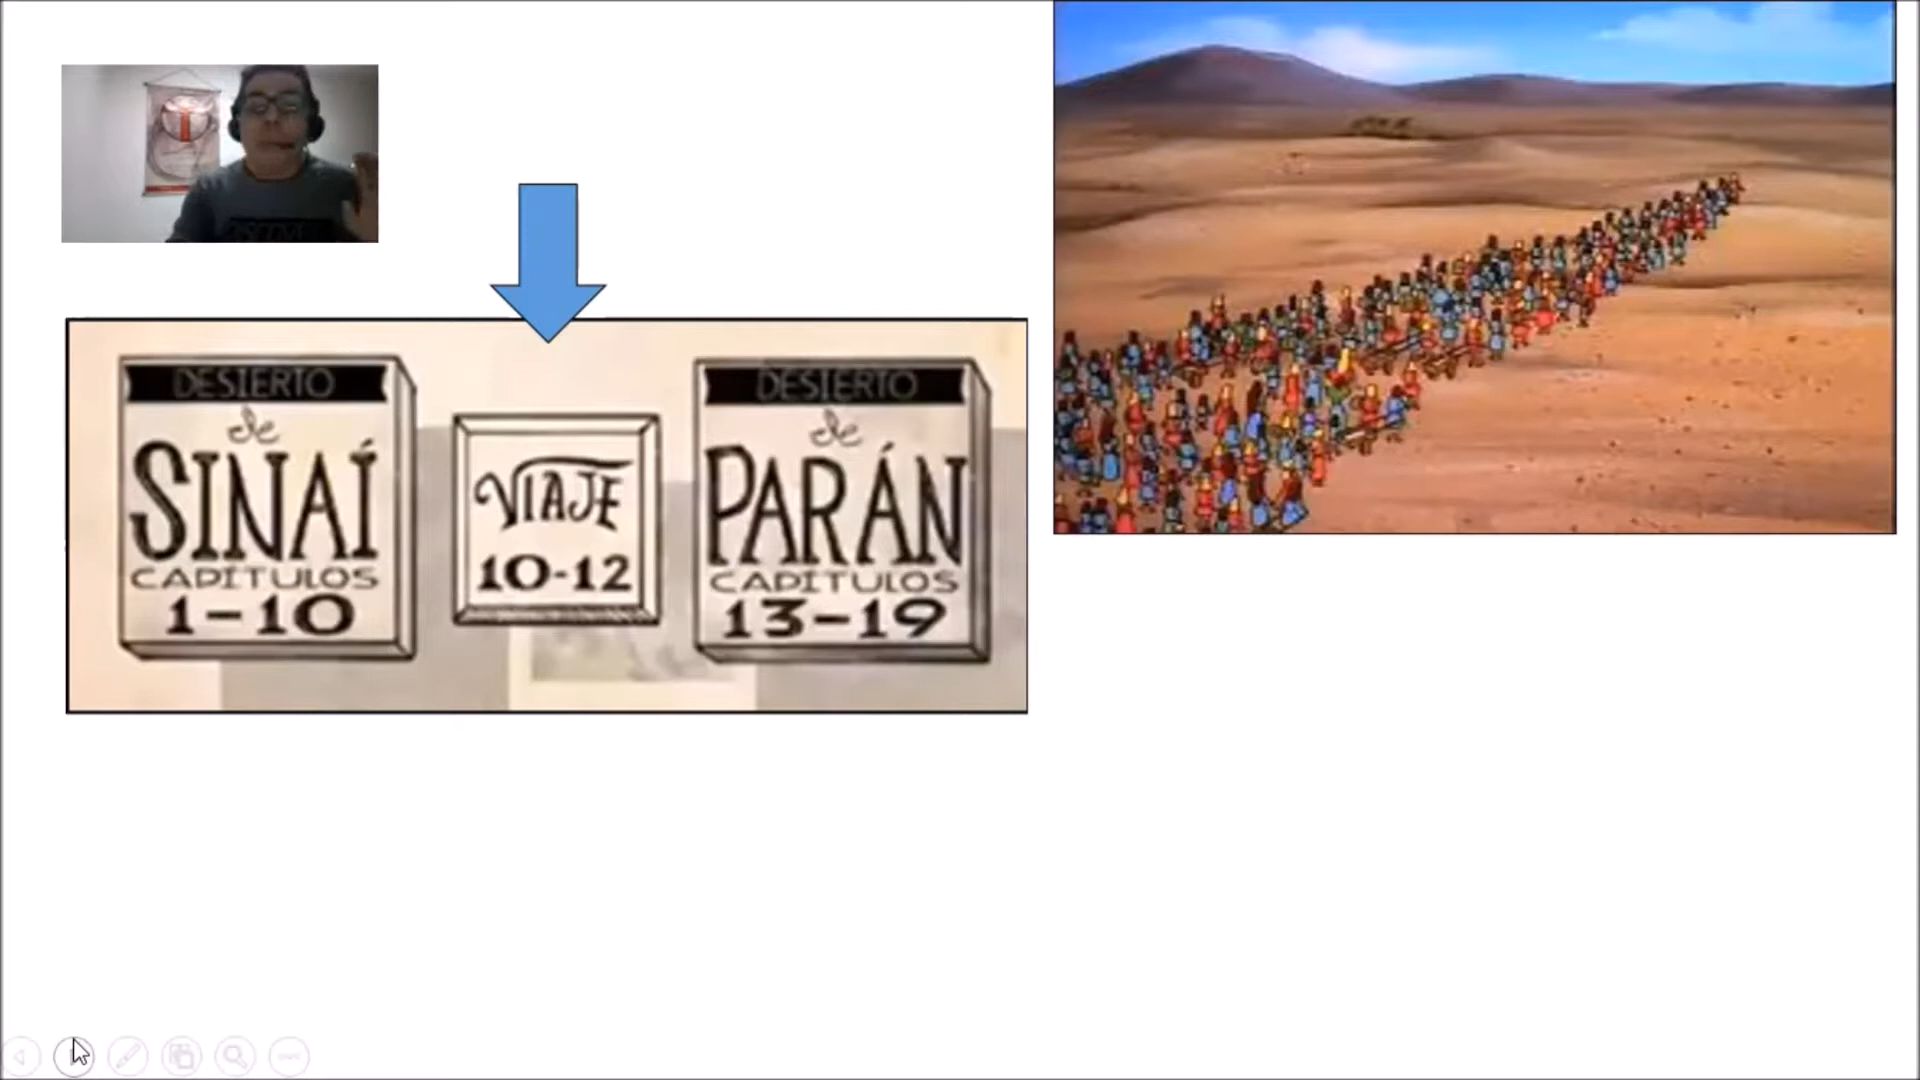 DESIERTO
de
SINAÍ
CAPÍTULOS
1-10
VIAJE
10-12
DESIERTO
de
PARÁN
CAPÍTULOS
13-19